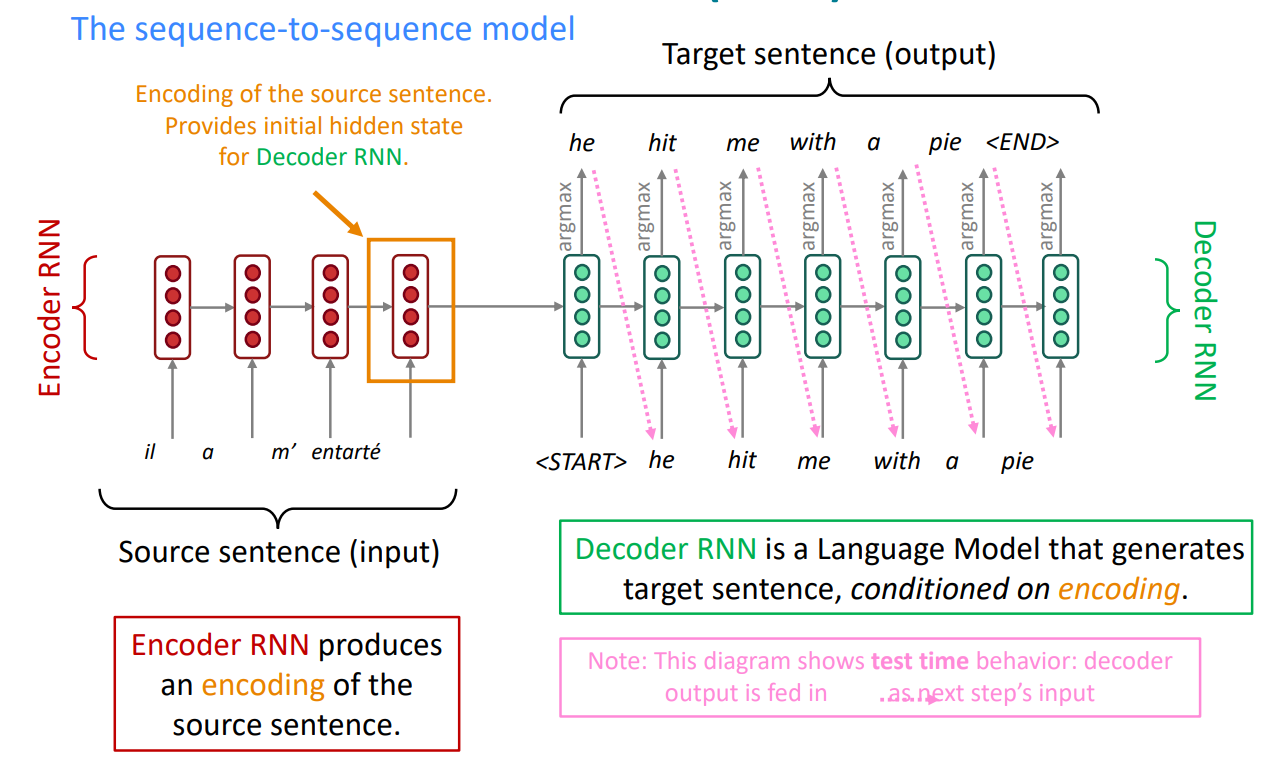 The sequence-to-sequence model
Target sentence (output)
Encoding of the source sentence.
Provides initial hidden state
for Decoder RNN.
he hit me with a pie <END>
argmax argmax argmax argmax argmax argmax argmax
Encoder RNN
Decoder RNN
il a m’ entarté
<START> he hit me with a pie
Source sentence (input)
Decoder RNN is a Language Model that generates
target sentence, conditioned on encoding.
Encoder RNN produces
an encoding of the
source sentence.
Note: This diagram shows test time behavior: decoder
output is fed in as next step’s input